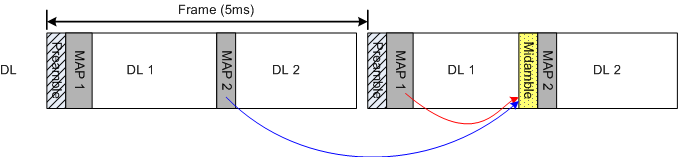 Frame (5ms)
DL
Preamble
MAP 1
DL 1
MAP 2
DL 2
Preamble
MAP 1
DL 1
Midamble
MAP 2
DL 2